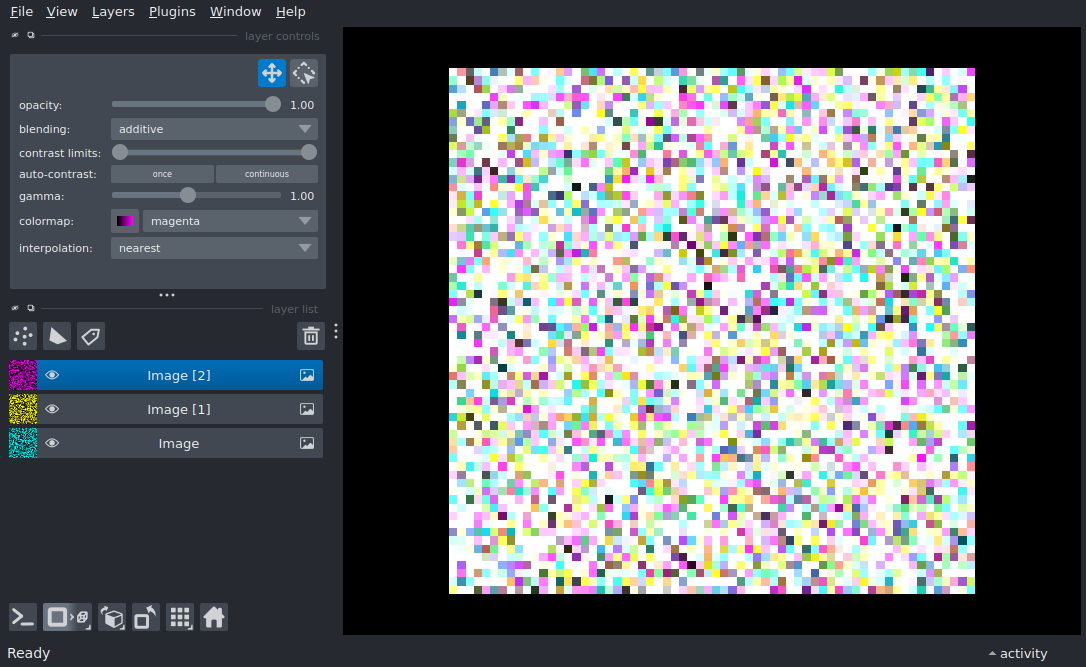 File View Layers Plugins Window Help
layer controls
opacity: 1.00
blending: additive
contrast limits:
auto-contrast: once continuous
gamma: 1.00
colormap: magenta
interpolation: nearest
layer list
Image [2]
Image [1]
Image
Ready
activity